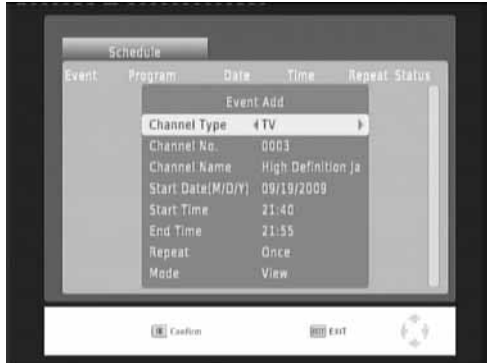 Schedule
Event Program Date Time Repeat Status
Event Add
Channel Type TV
Channel No. 0003
Channel Name High Definition Ja
Start Date(M/D/Y) 09/19/2009
Start Time 21:40
End Time 21:55
Repeat Once
Mode View
OK Confirm EXIT EXIT